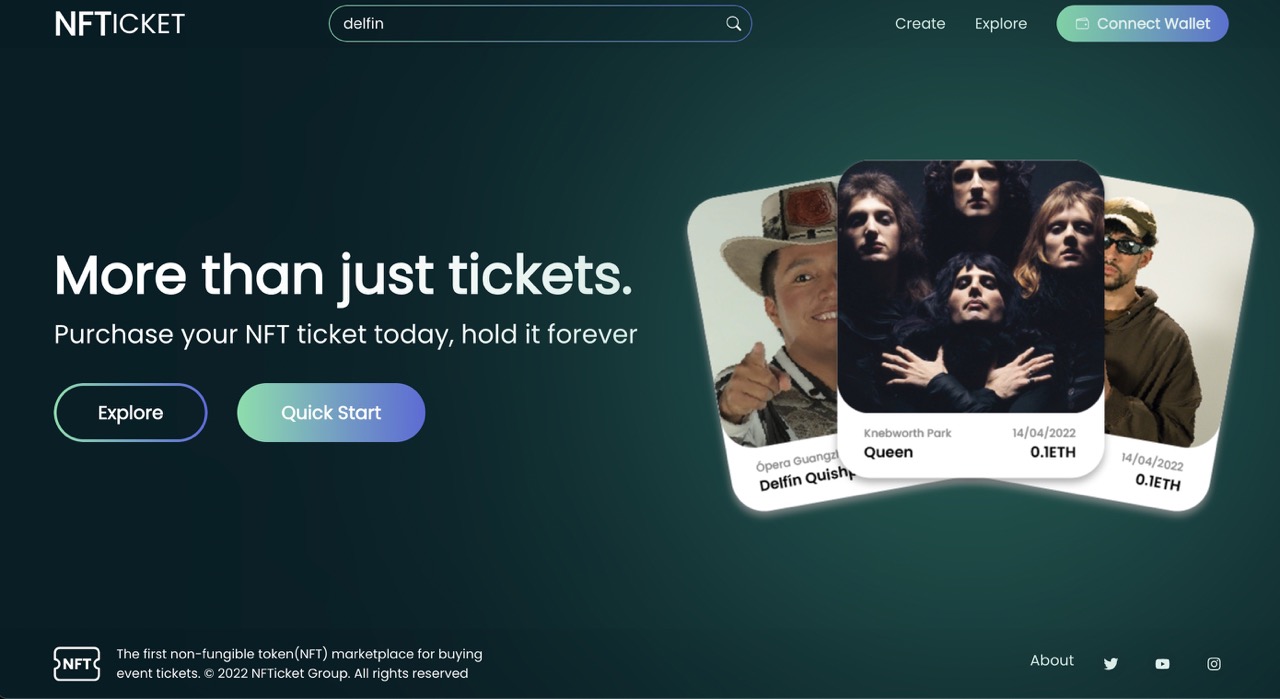 NFTICKET
delfin
Create
Explore
Connect Wallet
More than just tickets.
Purchase your NFT ticket today, hold it forever
Explore
Quick Start
Ópera
Delfín
Knebworth Park
14/04/2022
Queen
0.1ETH
14/04/2022
0.1ETH
NFT
The first non-fungible token(NFT) marketplace for buying
event tickets. © 2022 NFTicket Group. All rights reserved
About